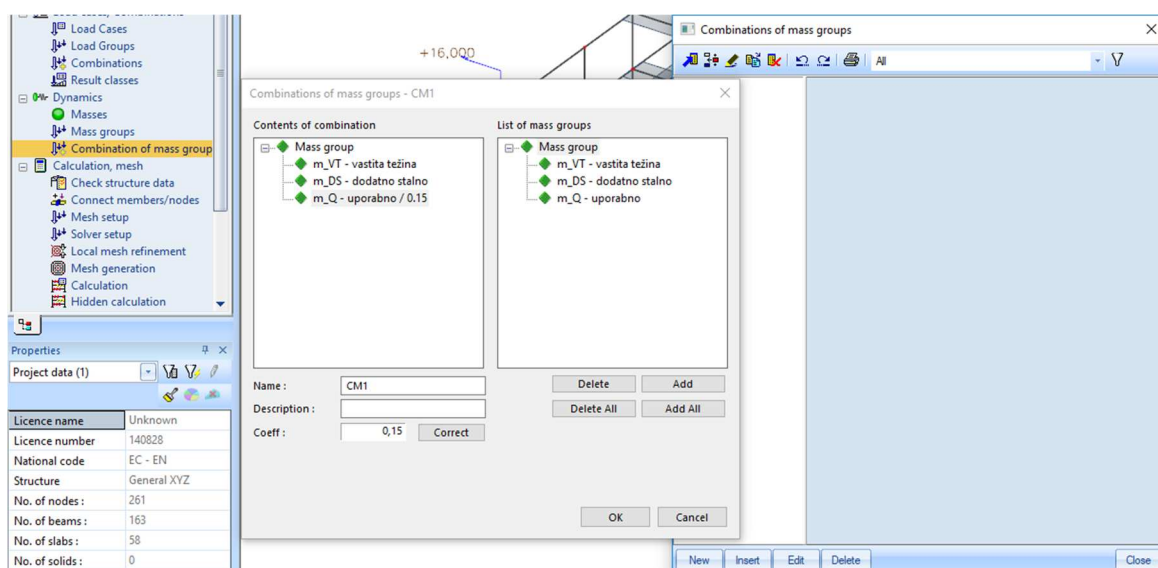 Load Cases
Load Groups
Combinations
Result classes
Dynamics
Masses
Mass groups
Combination of mass group
Calculation, mesh
Check structure data
Connect members/nodes
Mesh setup
Solver setup
Local mesh refinement
Mesh generation
Calculation
Hidden calculation
Properties
Project data (1)
Licence name Unknown
Licence number 140828
National code EC - EN
Structure General XYZ
No. of nodes : 261
No. of beams : 163
No. of slabs : 58
No. of solids : 0
+16,000
Combinations of mass groups - CM1
Contents of combination
Mass group
m_VT - vastita težina
m_DS - dodatno stalno
m_Q - uporabno / 0.15
List of mass groups
Mass group
m_VT - vastita težina
m_DS - dodatno stalno
m_Q - uporabno
Name : CM1
Description :
Coeff : 0,15 Correct
Delete Add
Delete All Add All
OK Cancel
Combinations of mass groups
All
New Insert Edit Delete Close